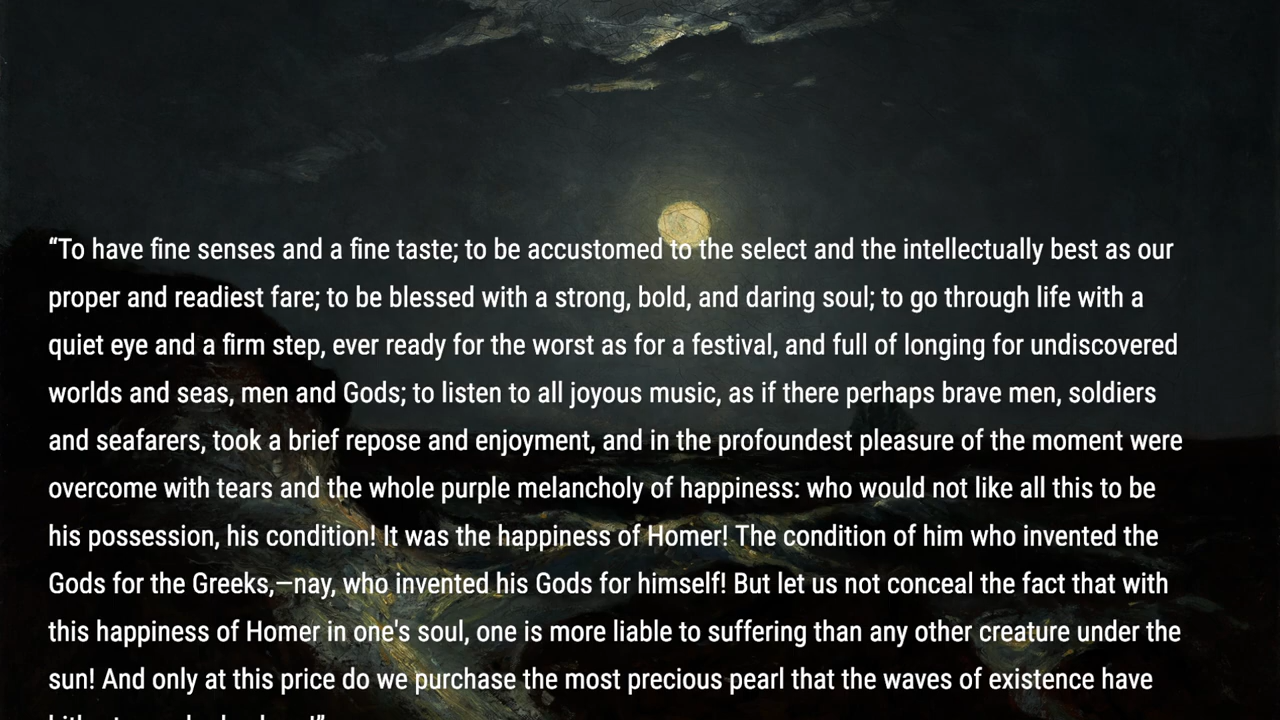 “To have fine senses and a fine taste; to be accustomed to the select and the intellectually best as our
proper and readiest fare; to be blessed with a strong, bold, and daring soul; to go through life with a
quiet eye and a firm step, ever ready for the worst as for a festival, and full of longing for undiscovered
worlds and seas, men and Gods; to listen to all joyous music, as if there perhaps brave men, soldiers
and seafarers, took a brief repose and enjoyment, and in the profoundest pleasure of the moment were
overcome with tears and the whole purple melancholy of happiness: who would not like all this to be
his possession, his condition! It was the happiness of Homer! The condition of him who invented the
Gods for the Greeks,—nay, who invented his Gods for himself! But let us not conceal the fact that with
this happiness of Homer in one's soul, one is more liable to suffering than any other creature under the
sun! And only at this price do we purchase the most precious pearl that the waves of existence have